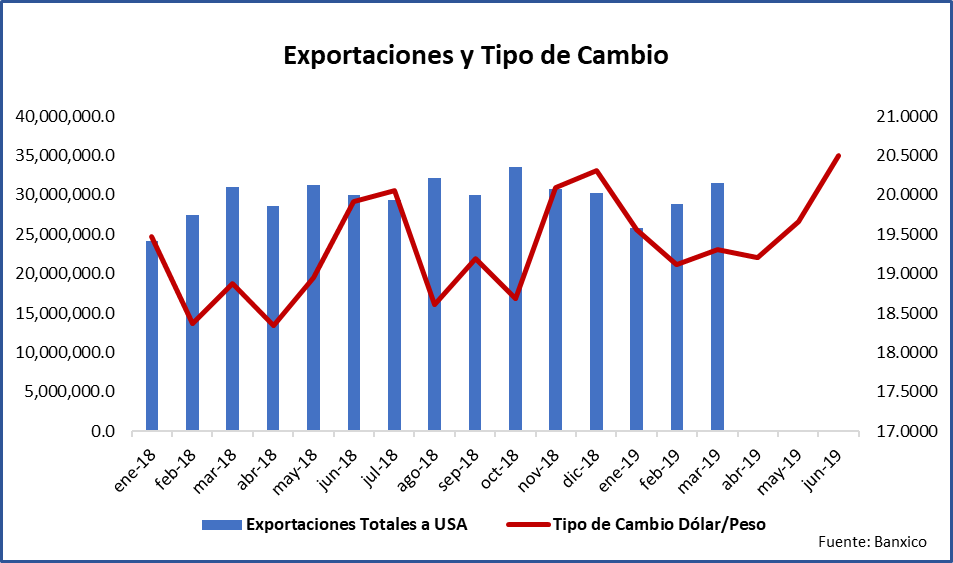 Exportaciones y Tipo de Cambio
40,000,000.0
35,000,000.0
30,000,000.0
25,000,000.0
20,000,000.0
15,000,000.0
10,000,000.0
5,000,000.0
0.0
21.0000
20.5000
20.0000
19.5000
19.0000
18.5000
18.0000
17.5000
17.0000
ene-18
feb-18
mar-18
abr-18
may-18
jun-18
jul-18
ago-18
sep-18
oct-18
nov-18
dic-18
ene-19
feb-19
mar-19
abr-19
may-19
jun-19
Exportaciones Totales a USA
Tipo de Cambio Dólar/Peso
Fuente: Banxico